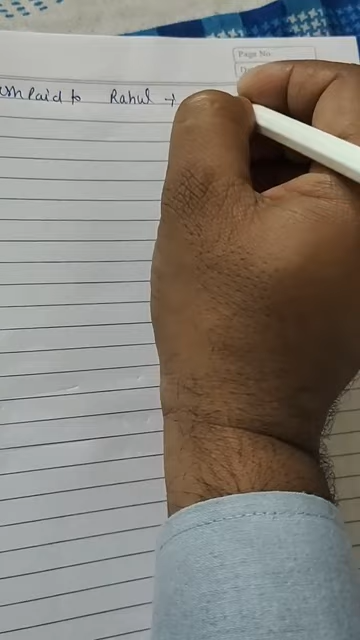 Page No.
Paid to Rahul →